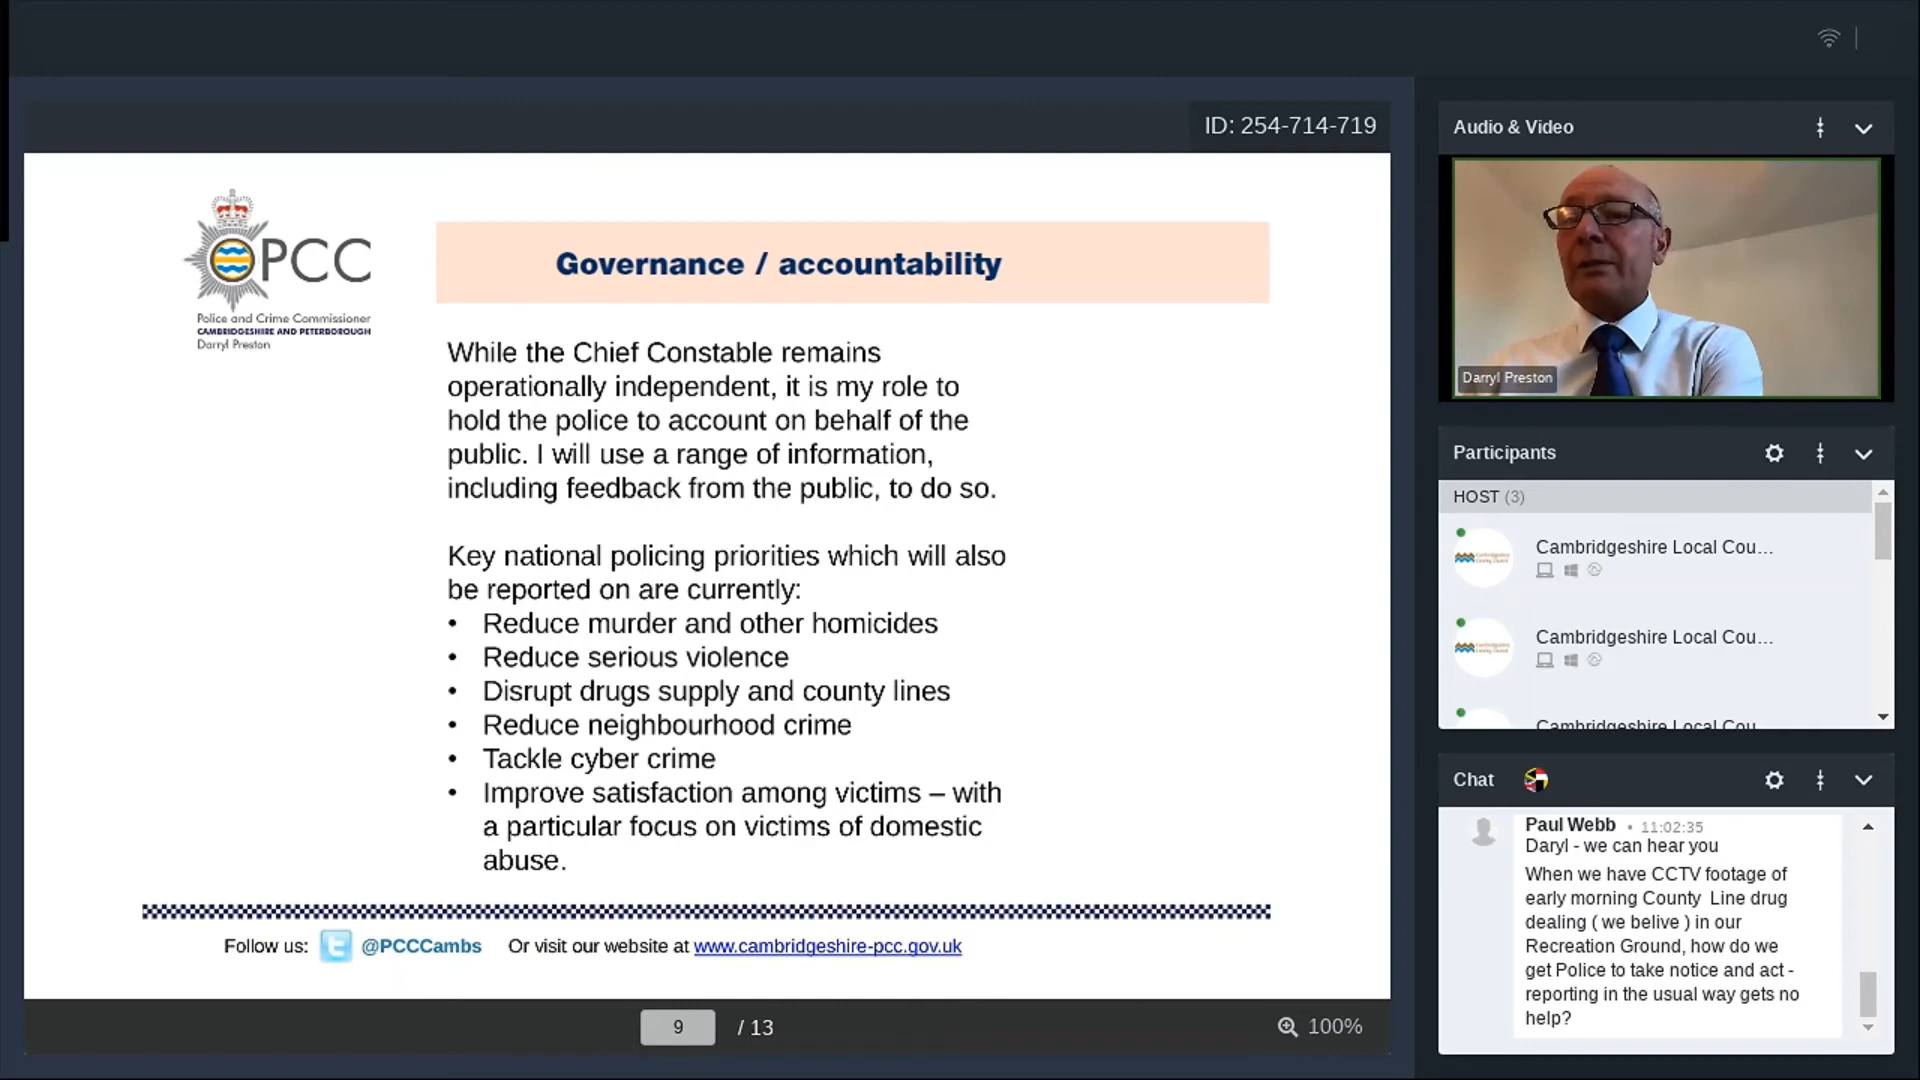 ID: 254-714-719
OPCC
Police and Crime Commissioner
CAMBRIDGESHIRE AND PETERBOROUGH
Darryl Preston
Governance / accountability
While the Chief Constable remains
operationally independent, it is my role to
hold the police to account on behalf of the
public. I will use a range of information,
including feedback from the public, to do so.
Key national policing priorities which will also
be reported on are currently:
• Reduce murder and other homicides
• Reduce serious violence
• Disrupt drugs supply and county lines
• Reduce neighbourhood crime
• Tackle cyber crime
• Improve satisfaction among victims – with
a particular focus on victims of domestic
abuse.
Follow us: @PCCCambs Or visit our website at www.cambridgeshire-pcc.gov.uk
9 / 13
100%
Audio & Video
Darryl Preston
Participants
HOST (3)
Cambridgeshire Local Cou...
Cambridgeshire Local Cou...
Cambridgeshire Local Cou
Chat
Paul Webb • 11:02:35
Daryl - we can hear you
When we have CCTV footage of
early morning County Line drug
dealing ( we belive ) in our
Recreation Ground, how do we
get Police to take notice and act -
reporting in the usual way gets no
help?